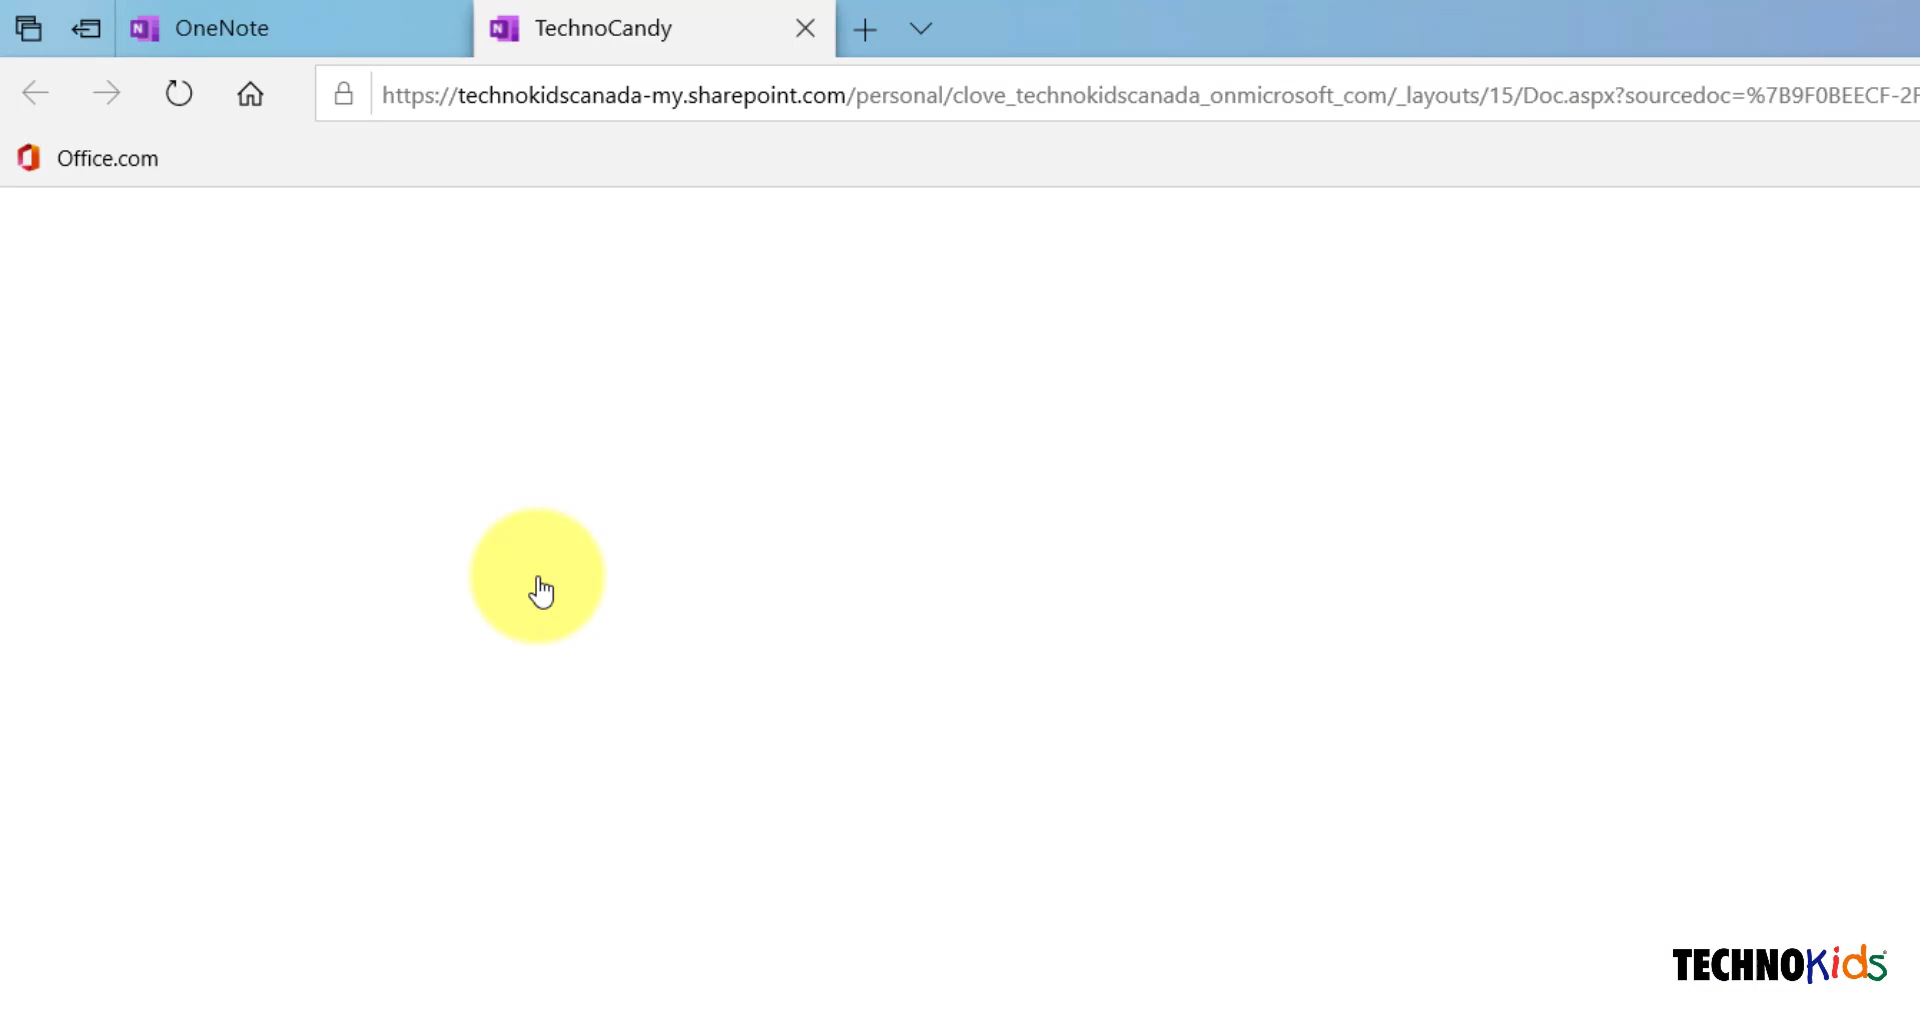 OneNote
TechnoCandy
https://technokidscanada-my.sharepoint.com/personal/clove_technokidscanada_onmicrosoft_com/_layouts/15/Doc.aspx?sourcedoc=%7B9F0BEECF-2F
Office.com
TECHNOKids